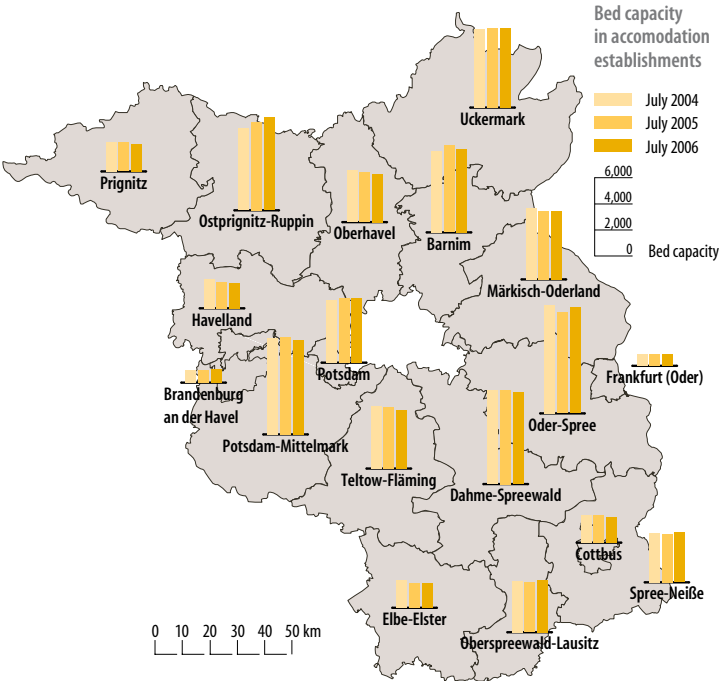 Bed capacity
in accomodation
establishments
July 2004
July 2005
July 2006
6,000
4,000
2,000
0 Bed capacity
Uckermark
Prignitz
Ostprignitz-Ruppin
Oberhavel
Barnim
Märkisch-Oderland
Havelland
Potsdam
Frankfurt (Oder)
Brandenburg
an der Havel
Oder-Spree
Potsdam-Mittelmark
Teltow-Fläming
Dahme-Spreewald
Cottbus
Spree-Neiße
Elbe-Elster
Oberspreewald-Lausitz
0 10 20 30 40 50 km